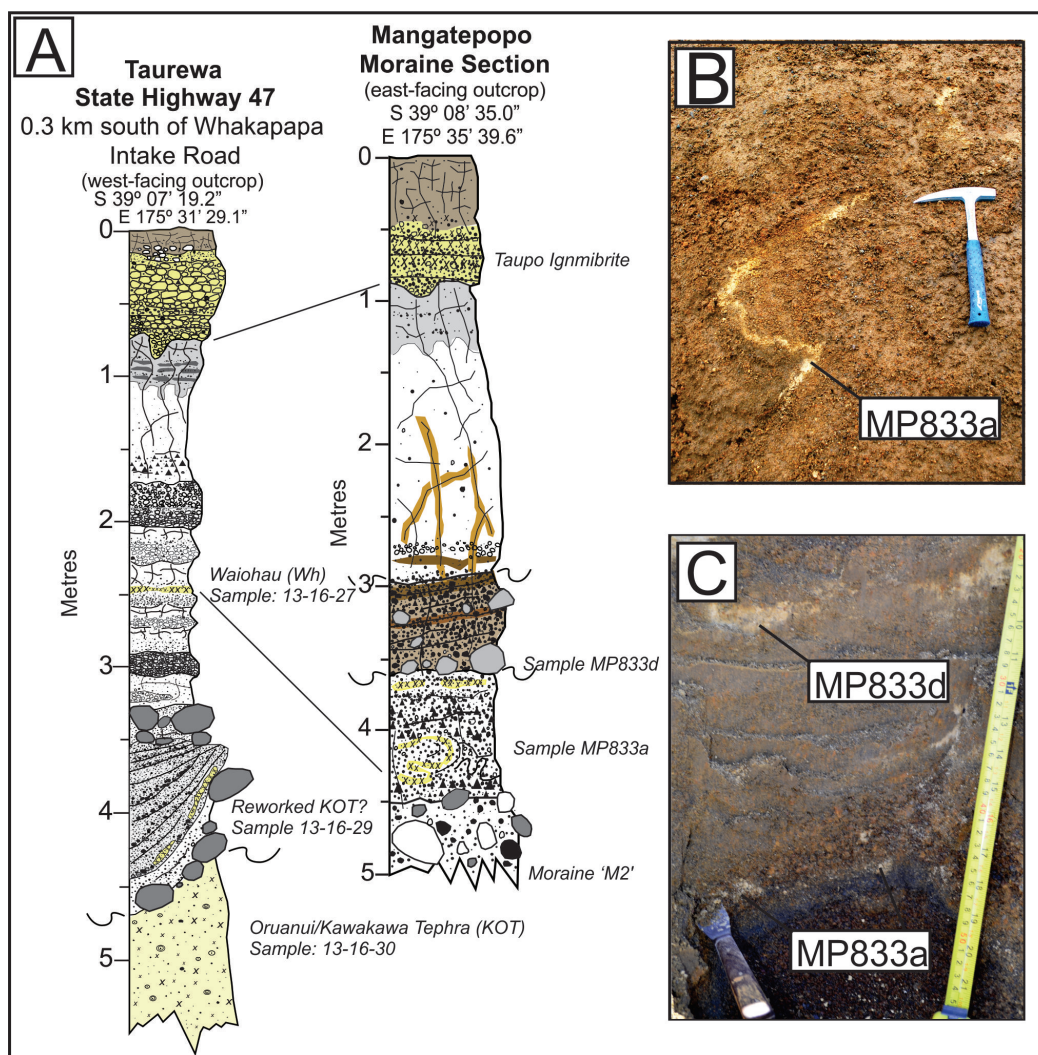 A
Taurewa
State Highway 47
0.3 km south of Whakapapa
Intake Road
(west-facing outcrop)
S 39º 07’ 19.2”
E 175º 31’ 29.1”
0
1
2
3
4
5
Metres
Waiohau (Wh)
Sample: 13-16-27
Reworked KOT?
Sample 13-16-29
Oruanui/Kawakawa Tephra (KOT)
Sample: 13-16-30
Mangatepopo
Moraine Section
(east-facing outcrop)
S 39º 08’ 35.0”
E 175º 35’ 39.6”
0
1
2
3
4
5
Metres
Taupo Ignmibrite
Sample MP833d
Sample MP833a
Moraine ‘M2'
B
MP833a
C
MP833d
MP833a